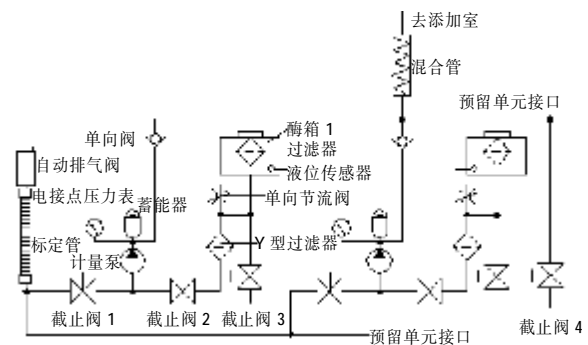 去添加室
混合管
预留单元接口
酶箱 1
过滤器
单向阀
自动排气阀
液位传感器
电接点压力表
蓄能器
单向节流阀
标定管
Y 型过滤器
计量泵
截止阀 1
截止阀 2
截止阀 3
预留单元接口
截止阀 4